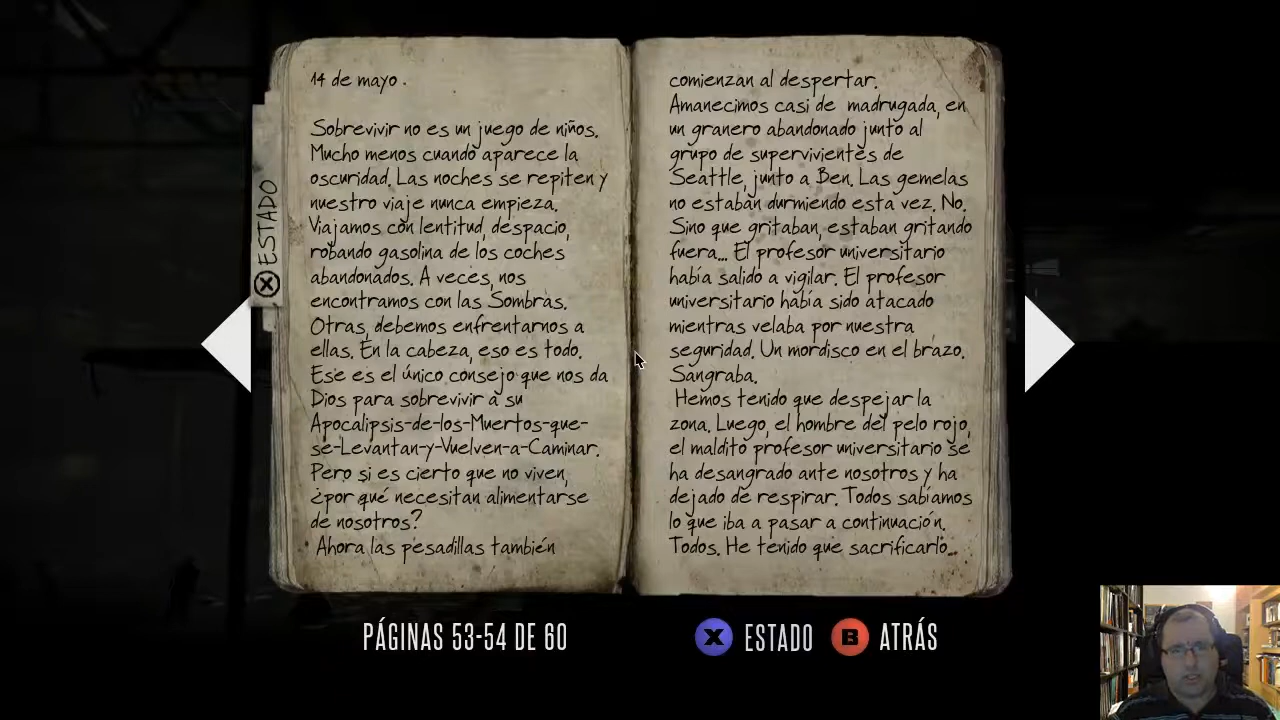 14 de mayo .
Sobrevivir no es un juego de niños.
Mucho menos cuando aparece la
oscuridad. Las noches se repiten y
nuestro viaje nunca empieza.
Viajamos con lentitud, despacio,
robando gasolina de los coches
abandonados. A veces, nos
encontramos con las Sombras.
Otras, debemos enfrentarnos a
ellas. En la cabeza, eso es todo.
Ese es el único consejo que nos da
Dios para sobrevivir a su
Apocalipsis-de-los-Muertos-que-
se-Levantan-y-Vuelven-a-Caminar.
Pero si es cierto que no viven,
¿por qué necesitan alimentarse
de nosotros?
Ahora las pesadillas también
comienzan al despertar.
Amanecimos casi de madrugada, en
un granero abandonado junto al
grupo de supervivientes de
Seattle, junto a Ben. Las gemelas
no estaban durmiendo esta vez. No.
Sino que gritaban, estaban gritando
fuera... El profesor universitario
había salido a vigilar. El profesor
universitario había sido atacado
mientras velaba por nuestra
seguridad. Un mordisco en el brazo.
Sangraba.
Hemos tenido que despejar la
zona. Luego, el hombre del pelo rojo,
el maldito profesor universitario se
ha desangrado ante nosotros y ha
dejado de respirar. Todos sabíamos
lo que iba a pasar a continuación.
Todos. He tenido que sacrificarlo...
X ESTADO
PÁGINAS 53-54 DE 60
X ESTADO B ATRÁS